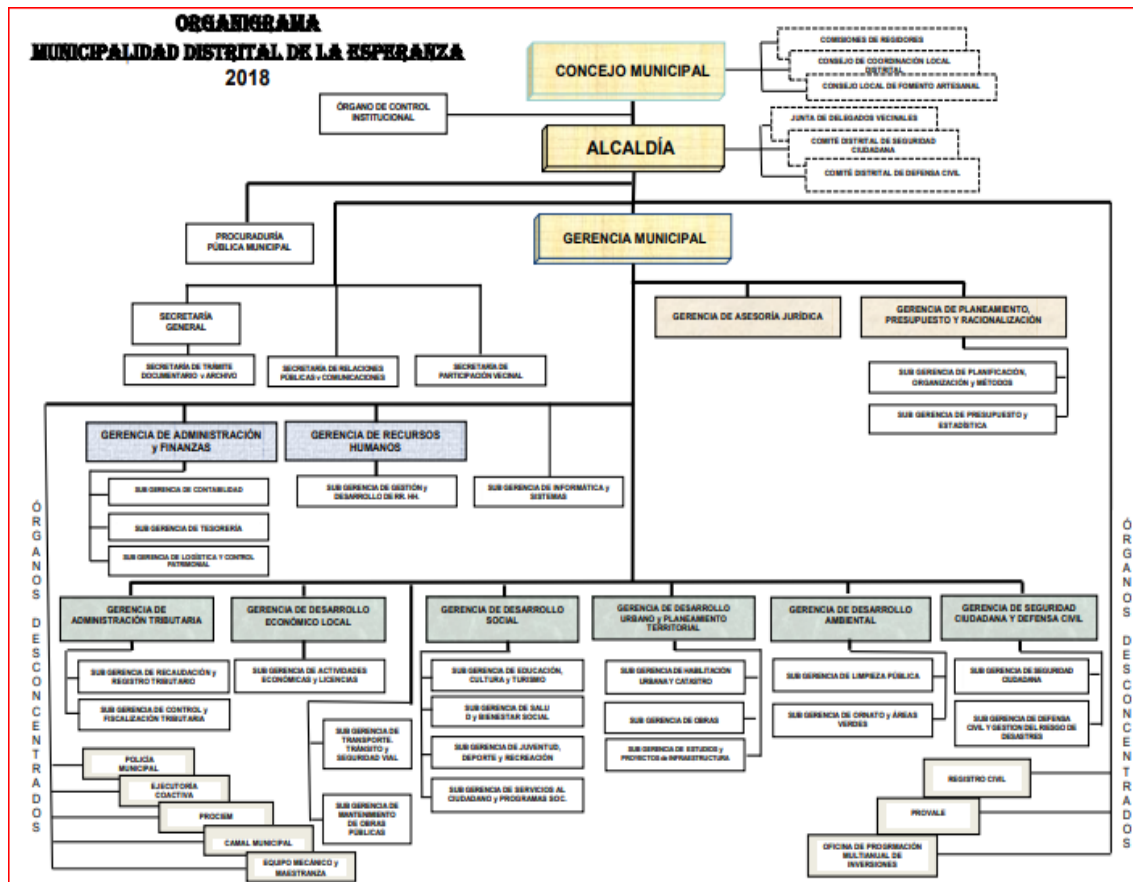 ORGANIGRAMA
MUNICIPALIDAD DISTRITAL DE LA ESPERANZA
2018
CONCEJO MUNICIPAL
COMISIONES DE REGIDORES
CONSEJO DE COORDINACIÓN LOCAL
DISTRITAL
CONSEJO LOCAL DE FOMENTO ARTESANAL
ÓRGANO DE CONTROL
INSTITUCIONAL
ALCALDÍA
JUNTA DE DELEGADOS VECINALES
COMITÉ DISTRITAL DE SEGURIDAD
CIUDADANA
COMITÉ DISTRITAL DE DEFENSA CIVIL
PROCURADURÍA
PÚBLICA MUNICIPAL
GERENCIA MUNICIPAL
SECRETARÍA
GENERAL
SECRETARÍA DE TRÁMITE
DOCUMENTARIO y ARCHIVO
SECRETARÍA DE RELACIONES
PÚBLICAS y COMUNICACIONES
SECRETARÍA DE
PARTICIPACIÓN VECINAL
GERENCIA DE ASESORÍA JURÍDICA
GERENCIA DE PLANEAMIENTO,
PRESUPUESTO Y RACIONALIZACIÓN
SUB GERENCIA DE PLANIFICACIÓN,
ORGANIZACIÓN y MÉTODOS
SUB GERENCIA DE PRESUPUESTO y
ESTADÍSTICA
GERENCIA DE ADMINISTRACIÓN
y FINANZAS
GERENCIA DE RECURSOS
HUMANOS
SUB GERENCIA DE CONTABILIDAD
SUB GERENCIA DE TESORERÍA
SUB GERENCIA DE LOGÍSTICA Y CONTROL
PATRIMONIAL
SUB GERENCIA DE GESTIÓN y
DESARROLLO DE RR. HH.
SUB GERENCIA DE INFORMÁTICA y
SISTEMAS
ÓRGANOS DESCONCENTRADOS
GERENCIA DE
ADMINISTRACIÓN TRIBUTARIA
SUB GERENCIA DE RECAUDACIÓN y
REGISTRO TRIBUTARIO
SUB GERENCIA DE CONTROL y
FISCALIZACIÓN TRIBUTARIA
GERENCIA DE DESARROLLO
ECONÓMICO LOCAL
SUB GERENCIA DE ACTIVIDADES
ECONÓMICAS y LICENCIAS
SUB GERENCIA DE
TRANSPORTE,
TRÁNSITO y
SEGURIDAD VIAL
SUB GERENCIA DE
MANTENIMIENTO
DE OBRAS
PÚBLICAS
GERENCIA DE DESARROLLO
SOCIAL
SUB GERENCIA DE EDUCACIÓN,
CULTURA y TURISMO
SUB GERENCIA DE SALU
D y BIENESTAR SOCIAL
SUB GERENCIA DE JUVENTUD,
DEPORTE y RECREACIÓN
SUB GERENCIA DE SERVICIOS AL
CIUDADANO y PROGRAMAS SOC.
GERENCIA DE DESARROLLO
URBANO y PLANEAMIENTO
TERRITORIAL
SUB GERENCIA DE HABILITACIÓN
URBANA Y CATASTRO
SUB GERENCIA DE OBRAS
SUB GERENCIA DE ESTUDIOS y
PROYECTOS de INFRAESTRUCTURA
GERENCIA DE DESARROLLO
AMBIENTAL
SUB GERENCIA DE LIMPIEZA PÚBLICA
SUB GERENCIA DE ORNATO y ÁREAS
VERDES
GERENCIA DE SEGURIDAD
CIUDADANA Y DEFENSA CIVIL
SUB GERENCIA DE SEGURIDAD
CIUDADANA
SUB GERENCIA DE DEFENSA
CIVIL Y GESTION DEL RIESGO DE
DESASTRES
POLICÍA
MUNICIPAL
EJECUTORÍA
COACTIVA
PROCIEM
CAMAL MUNICIPAL
EQUIPO MECÁNICO y
MAESTRANZA
REGISTRO CIVIL
PROVALE
OFICINA DE PROGRMACIÓN
MULTIANUAL DE
INVERSIONES
ÓRGANOS DESCONCENTRADOS